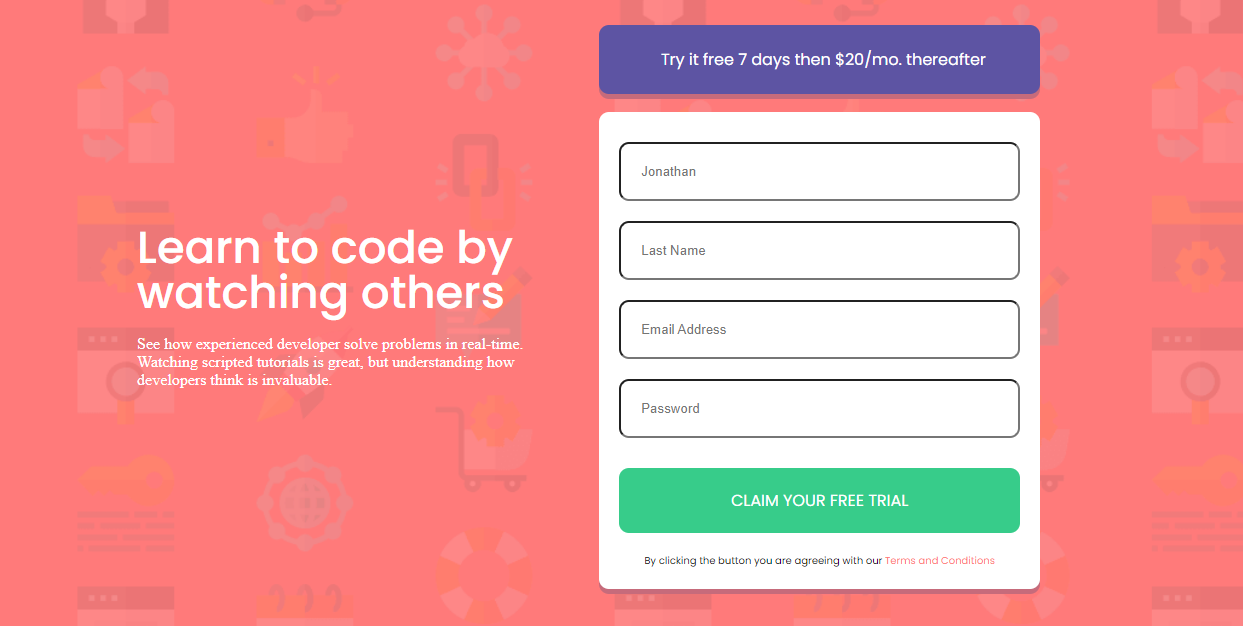 Try it free 7 days then $20/mo. thereafter
Learn to code by
watching others
See how experienced developer solve problems in real-time.
Watching scripted tutorials is great, but understanding how
developers think is invaluable.
Jonathan
Last Name
Email Address
Password
CLAIM YOUR FREE TRIAL
By clicking the button you are agreeing with our Terms and Conditions